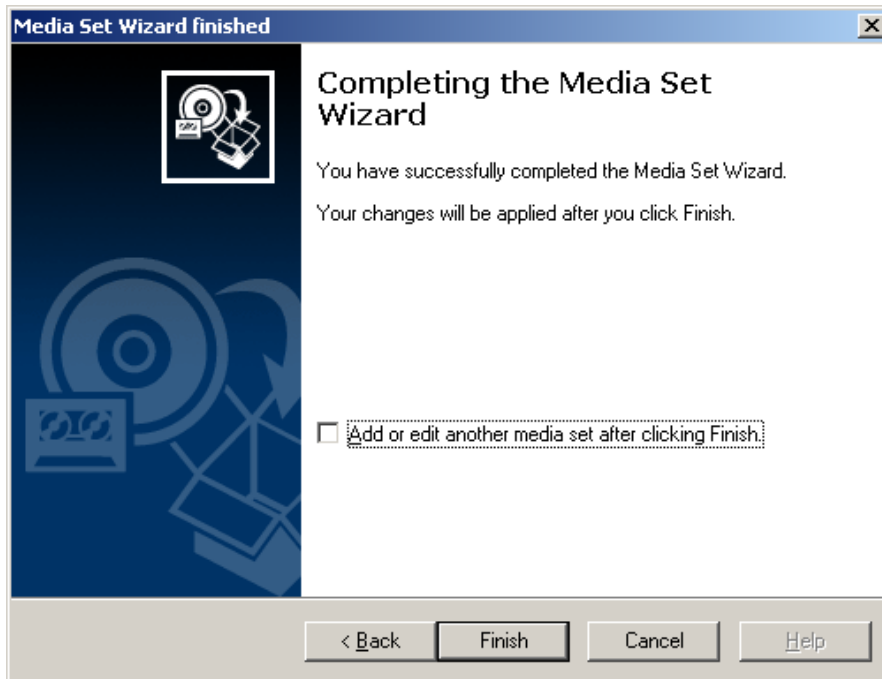 Media Set Wizard finished
Completing the Media Set
Wizard
You have successfully completed the Media Set Wizard.
Your changes will be applied after you click Finish.
Add or edit another media set after clicking Finish.
< Back
Finish
Cancel
Help